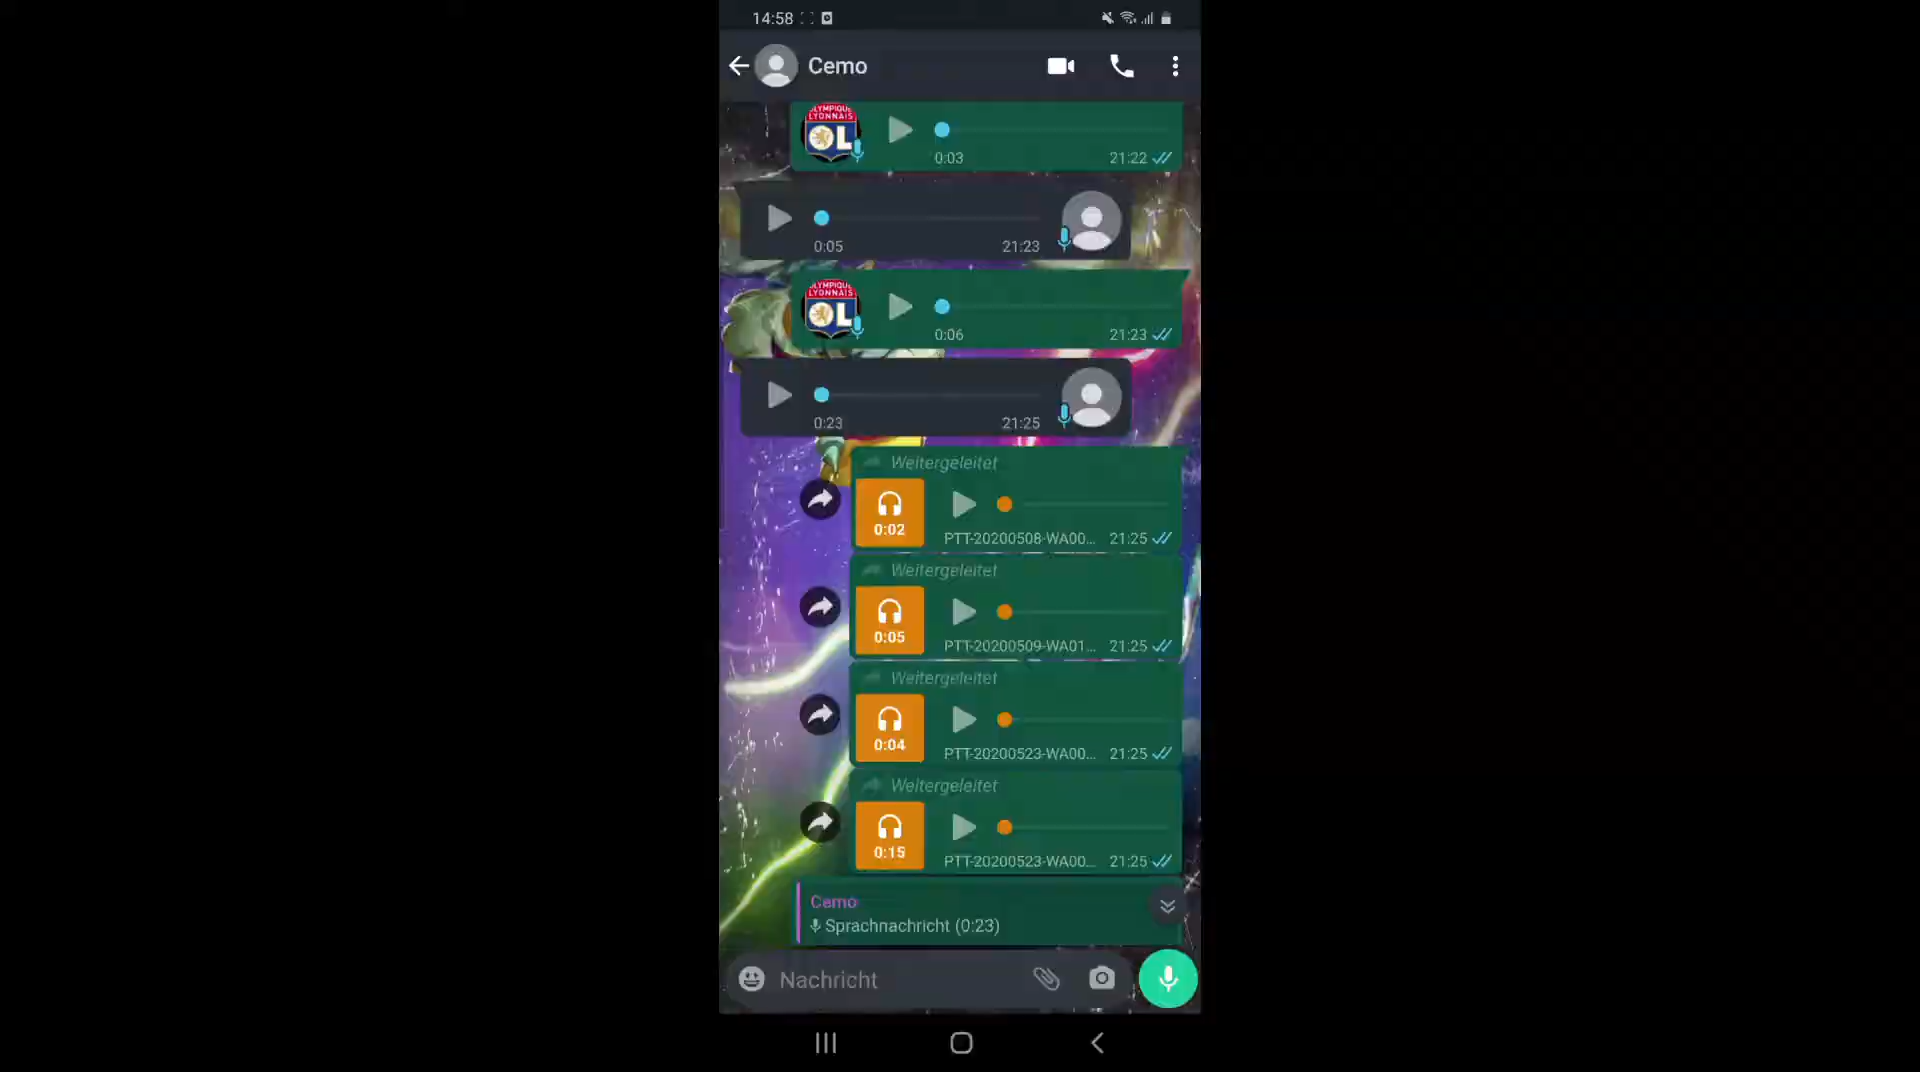 14:58
Cemo
OLYMPIQUE
LYONNAIS
OL
0:03 21:22
0:05 21:23
OLYMPIQUE
LYONNAIS
OL
0:06 21:23
0:23 21:25
Weitergeleitet
0:02
PTT-20200508-WA00... 21:25
Weitergeleitet
0:05
PTT-20200509-WA01... 21:25
Weitergeleitet
0:04
PTT-20200523-WA00... 21:25
Weitergeleitet
0:15
PTT-20200523-WA00... 21:25
Cemo
Sprachnachricht (0:23)
Nachricht